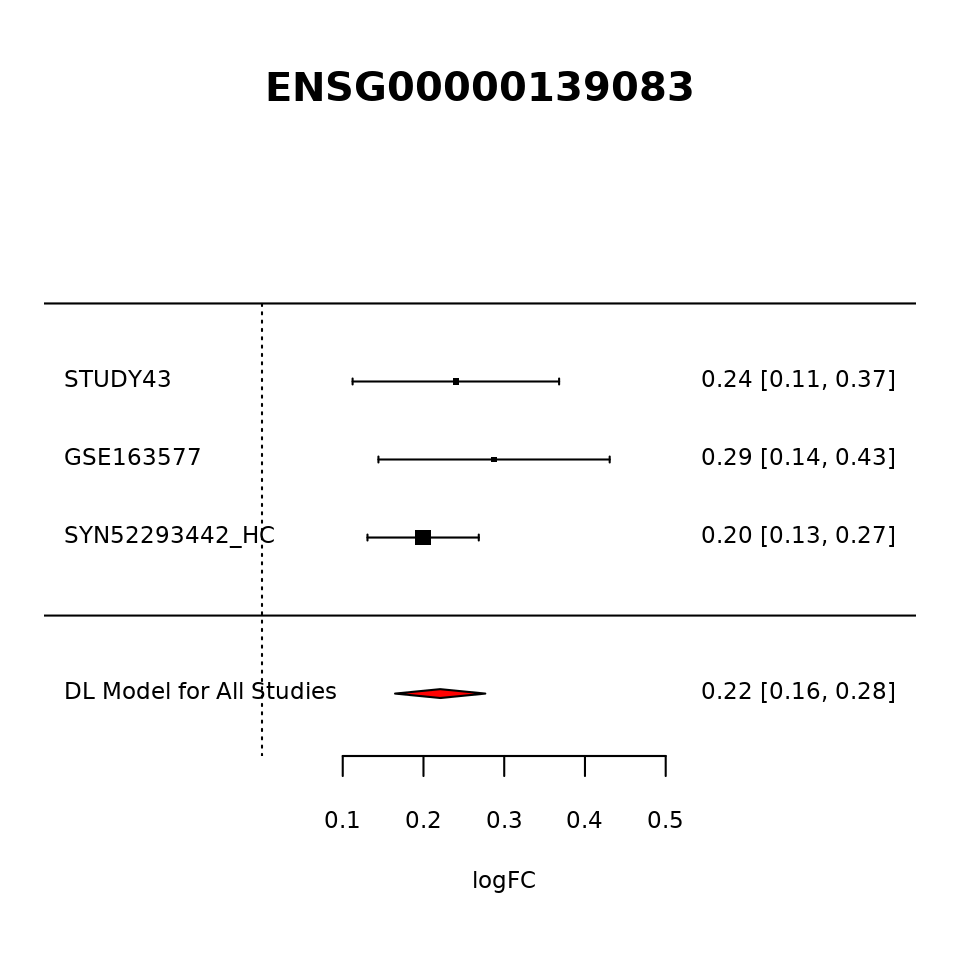 ENSG00000139083
STUDY43 0.24 [0.11, 0.37]
GSE163577 0.29 [0.14, 0.43]
SYN52293442_HC 0.20 [0.13, 0.27]
DL Model for All Studies 0.22 [0.16, 0.28]
0.1 0.2 0.3 0.4 0.5
logFC